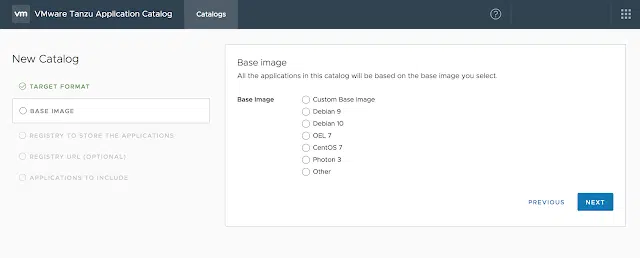 vm VMware Tanzu Application Catalog Catalogs
New Catalog
TARGET FORMAT
BASE IMAGE
REGISTRY TO STORE THE APPLICATIONS
REGISTRY URL (OPTIONAL)
APPLICATIONS TO INCLUDE
Base image
All the applications in this catalog will be based on the base image you select.
Base Image
Custom Base image
Debian 9
Debian 10
OEL 7
CentOS 7
Photon 3
Other
PREVIOUS NEXT